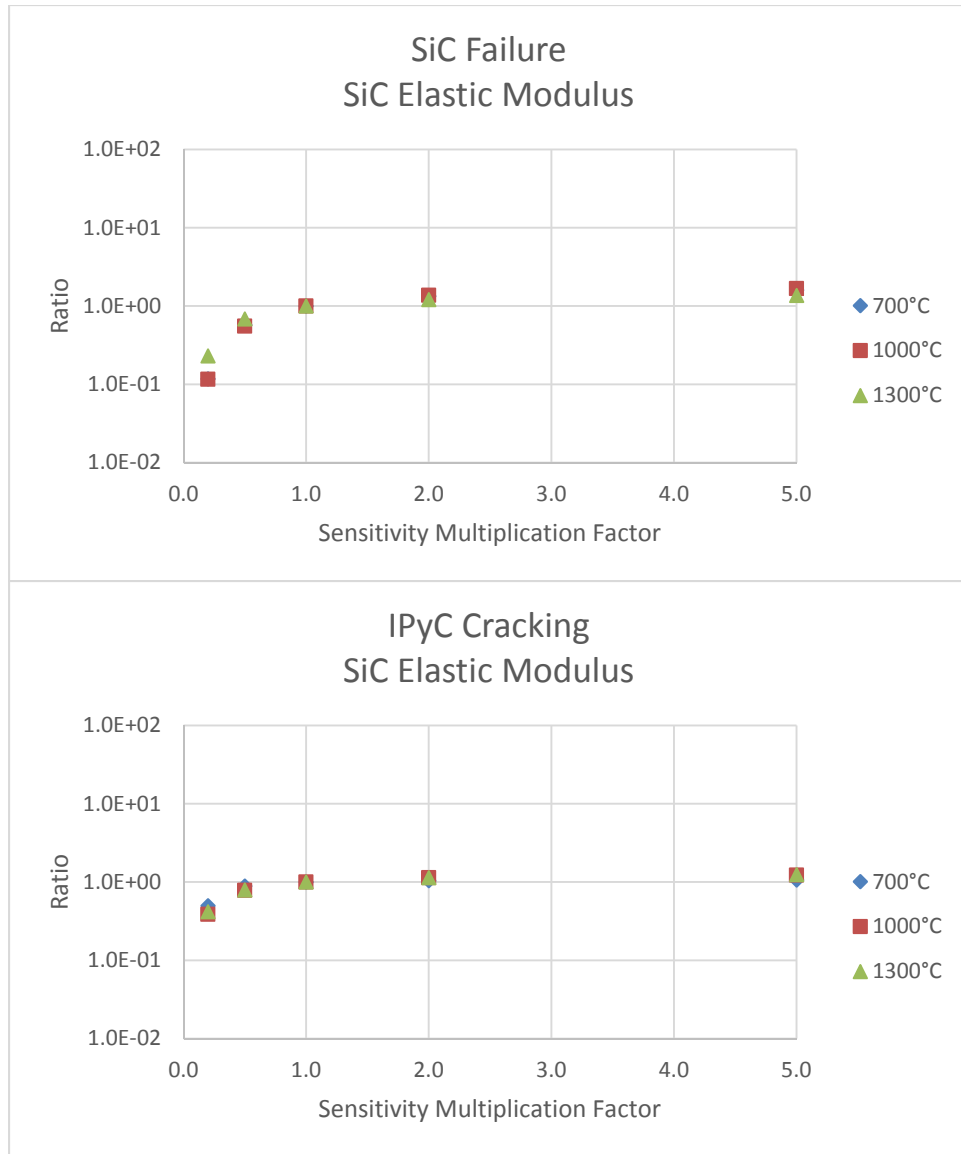 SiC Failure
SiC Elastic Modulus
1.0E+02
1.0E+01
1.0E+00
1.0E-01
1.0E-02
Ratio
0.0 1.0 2.0 3.0 4.0 5.0
Sensitivity Multiplication Factor
700°C
1000°C
1300°C
IPyC Cracking
SiC Elastic Modulus
1.0E+02
1.0E+01
1.0E+00
1.0E-01
1.0E-02
Ratio
0.0 1.0 2.0 3.0 4.0 5.0
Sensitivity Multiplication Factor
700°C
1000°C
1300°C